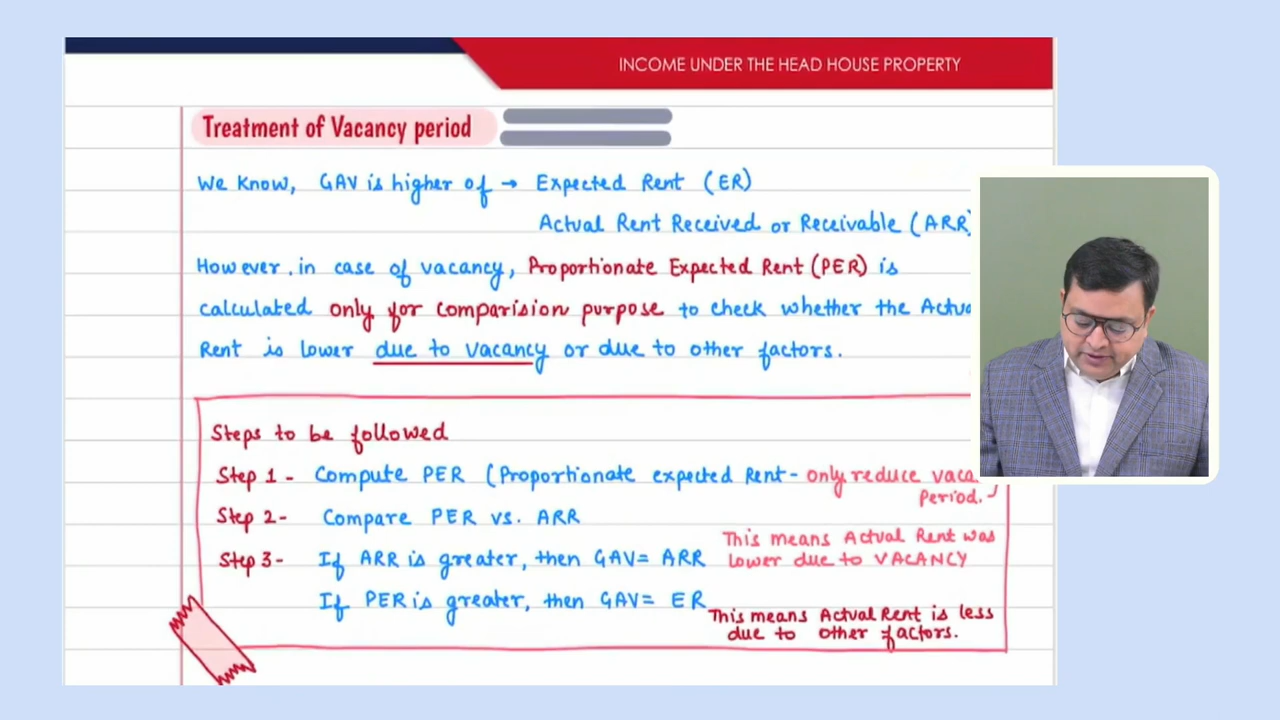 INCOME UNDER THE HEAD HOUSE PROPERTY
Treatment of Vacancy period
We Know, GAV is higher of → Expected Rent (ER)
Actual Rent Received or Receivable (ARR)
However, in case of vacancy, Proportionate Expected Rent (PER) is
calculated only for comparision purpose to check whether the
Rent is lower due to vacancy or due to other factors.
Steps to be followed
Step 1 - Compute PER (Proportionate expected Rent - only reduce
Period.
Step 2- Compare PER vs. ARR
This means Actual Rent was
Step 3- If ARR is greater, then GAV= ARR lower due to VACANCY
If PER is greater, then GAV= ER
This means Actual Rent is less
due to other factors.